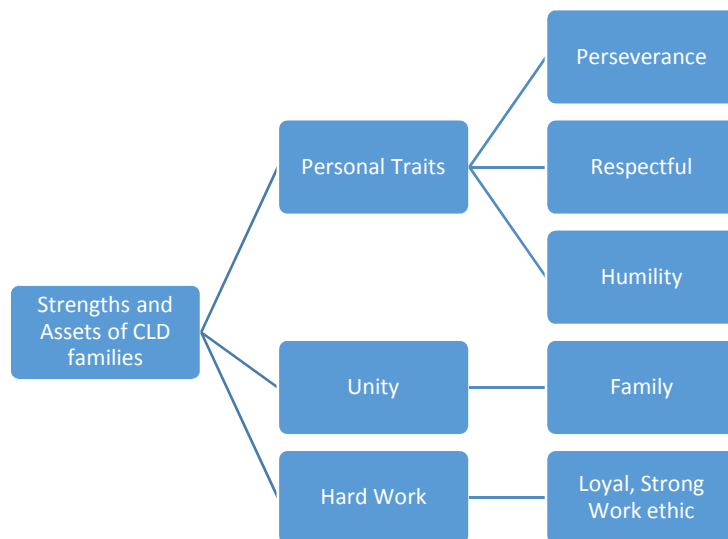 Strengths and
Assets of CLD
families
Personal Traits
Perseverance
Respectful
Humility
Unity
Family
Hard Work
Loyal, Strong
Work ethic